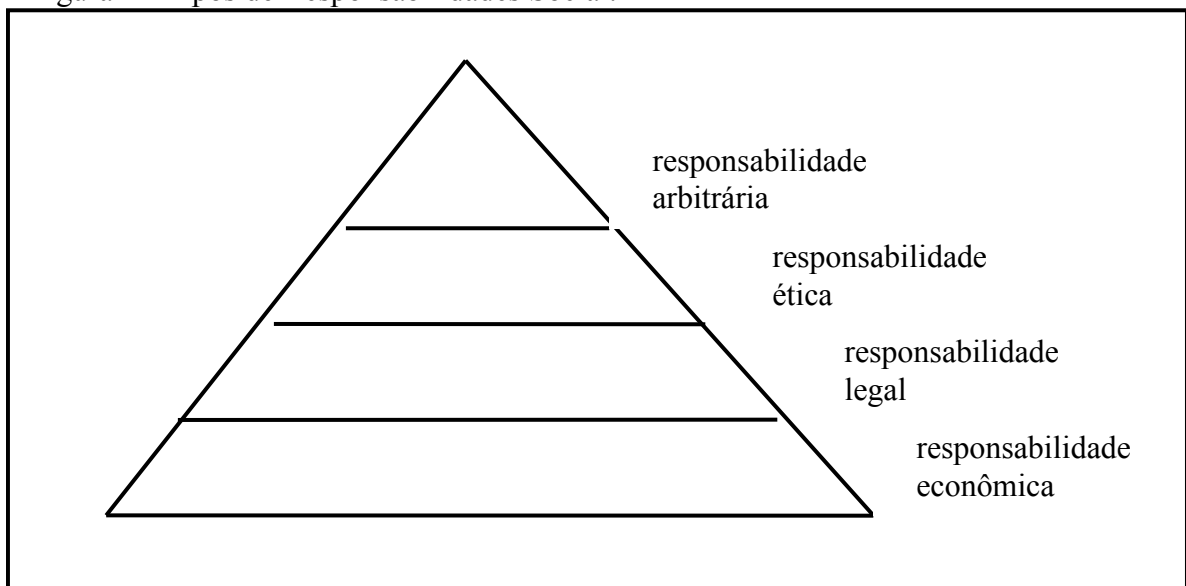 responsabilidade
arbitrária
responsabilidade
ética
responsabilidade
legal
responsabilidade
econômica